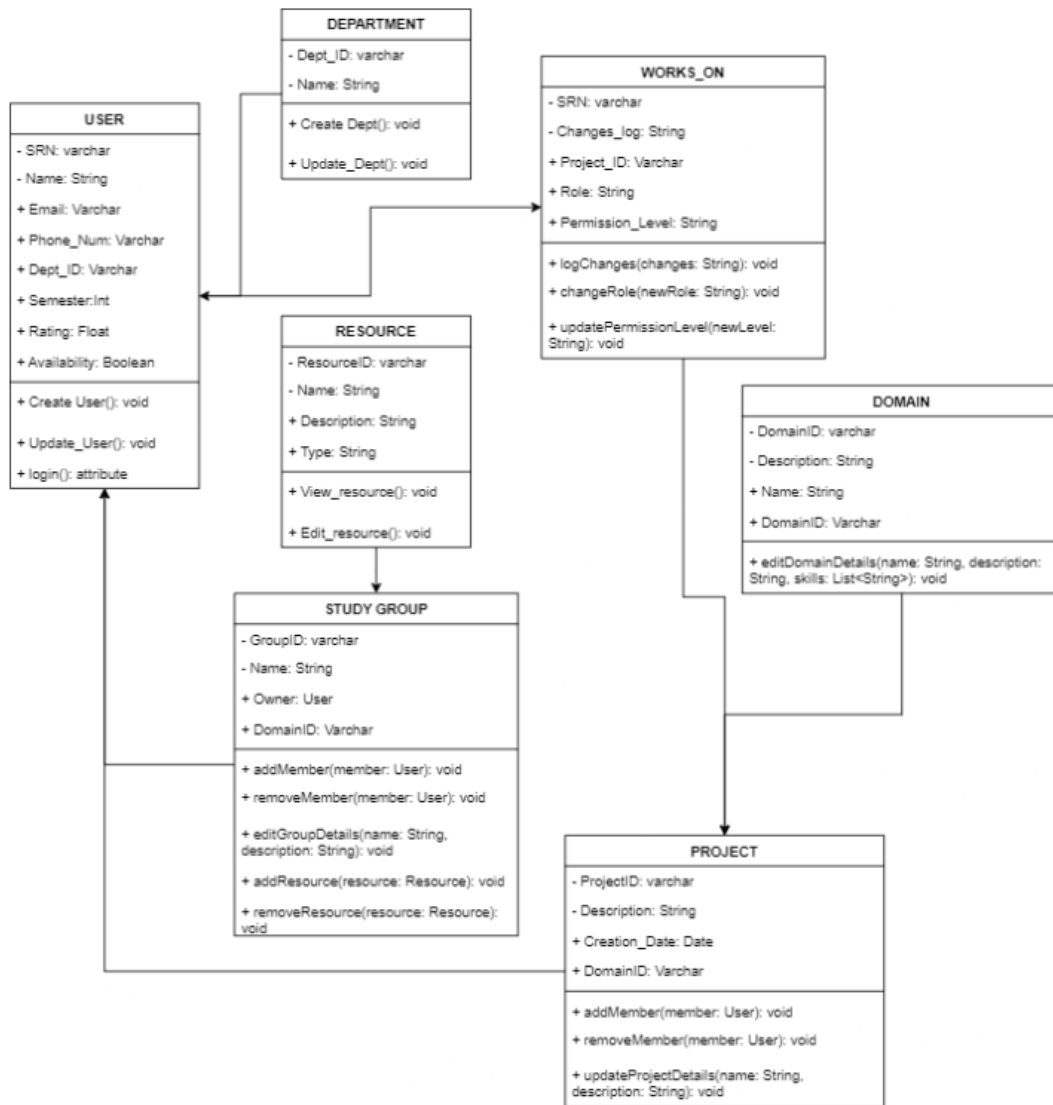 DEPARTMENT
- Dept_ID: varchar
- Name: String
+ Create Dept(): void
+ Update_Dept(): void
WORKS_ON
- SRN: varchar
- Changes_log: String
+ Project_ID: Varchar
+ Role: String
+ Permission_Level: String
+ logChanges(changes: String): void
+ changeRole(newRole: String): void
+ updatePermissionLevel(newLevel:
String): void
USER
- SRN: varchar
- Name: String
+ Email: Varchar
+ Phone_Num: Varchar
+ Dept_ID: Varchar
+ Semester:Int
+ Rating: Float
+ Availability: Boolean
+ Create User(): void
+ Update_User(): void
+ login(): attribute
RESOURCE
- ResourceID: varchar
- Name: String
+ Description: String
+ Type: String
+ View_resource(): void
+ Edit_resource(): void
DOMAIN
- DomainID: varchar
- Description: String
+ Name: String
+ DomainID: Varchar
+ editDomainDetails(name: String, description:
String, skills: List<String>): void
STUDY GROUP
- GroupID: varchar
- Name: String
+ Owner: User
+ DomainID: Varchar
+ addMember(member: User): void
+ removeMember(member: User): void
+ editGroupDetails(name: String,
description: String): void
+ addResource(resource: Resource): void
+ removeResource(resource: Resource):
void
PROJECT
- ProjectID: varchar
- Description: String
+ Creation_Date: Date
+ DomainID: Varchar
+ addMember(member: User): void
+ removeMember(member: User): void
+ updateProjectDetails(name: String,
description: String): void